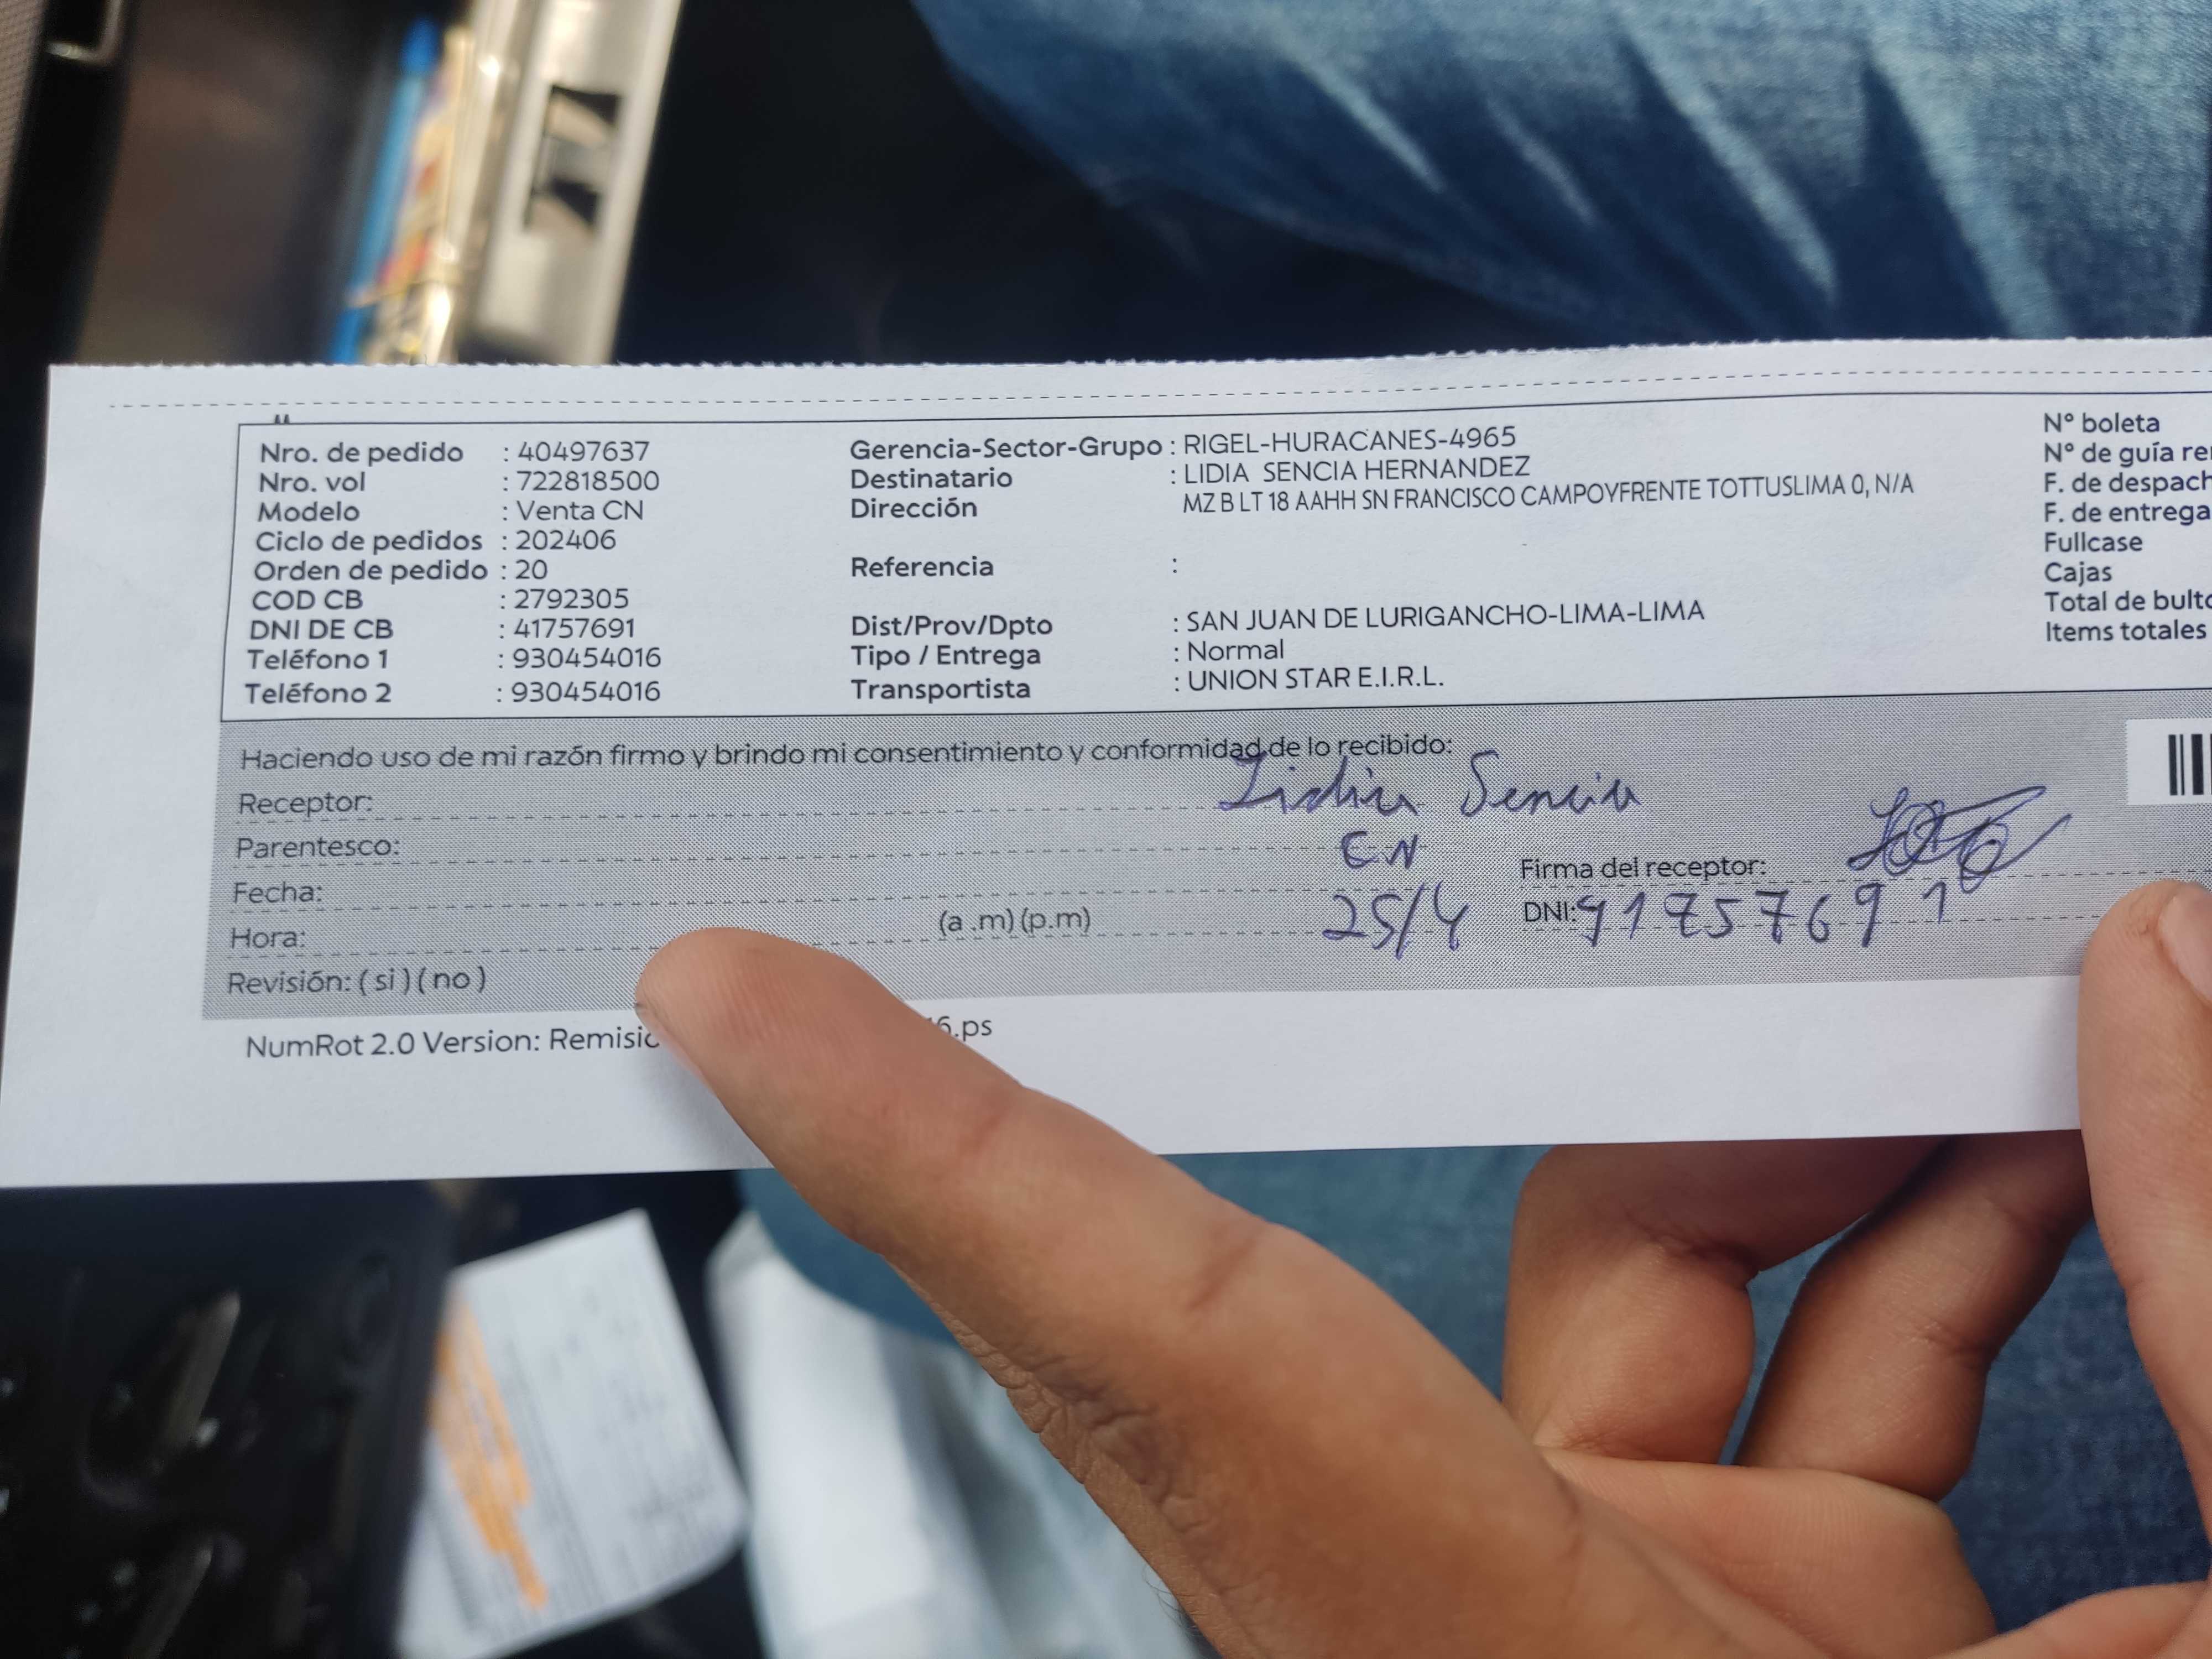 Nro. de pedido : 40497637
Nro. vol : 722818500
Modelo : Venta CN
Ciclo de pedidos : 202406
Orden de pedido : 20
COD CB : 2792305
DNI DE CB : 41757691
Teléfono 1 : 930454016
Teléfono 2 : 930454016
Gerencia-Sector-Grupo : RIGEL-HURACANES-4965
Destinatario : LIDIA SENCIA HERNANDEZ
Dirección MZ B LT 18 AAHH SN FRANCISCO CAMPOYFRENTE TOTTUSLIMA 0, N/A
Referencia :
Dist/Prov/Dpto : SAN JUAN DE LURIGANCHO-LIMA-LIMA
Tipo / Entrega : Normal
Transportista : UNION STAR E.I.R.L.
N° boleta
N° de guía
F. de despach
F. de entrega
Fullcase
Cajas
Total de bulto
Items totales
Haciendo uso de mi razón firmo y brindo mi consentimiento y conformidad de lo recibido:
Receptor: Lidia Sencia
Parentesco: CN
Fecha: 25/4
Firma del receptor:
Hora: (a .m) (p.m)
DNI: 41757691
Revisión: ( si ) ( no )
NumRot 2.0 Version: 6.ps